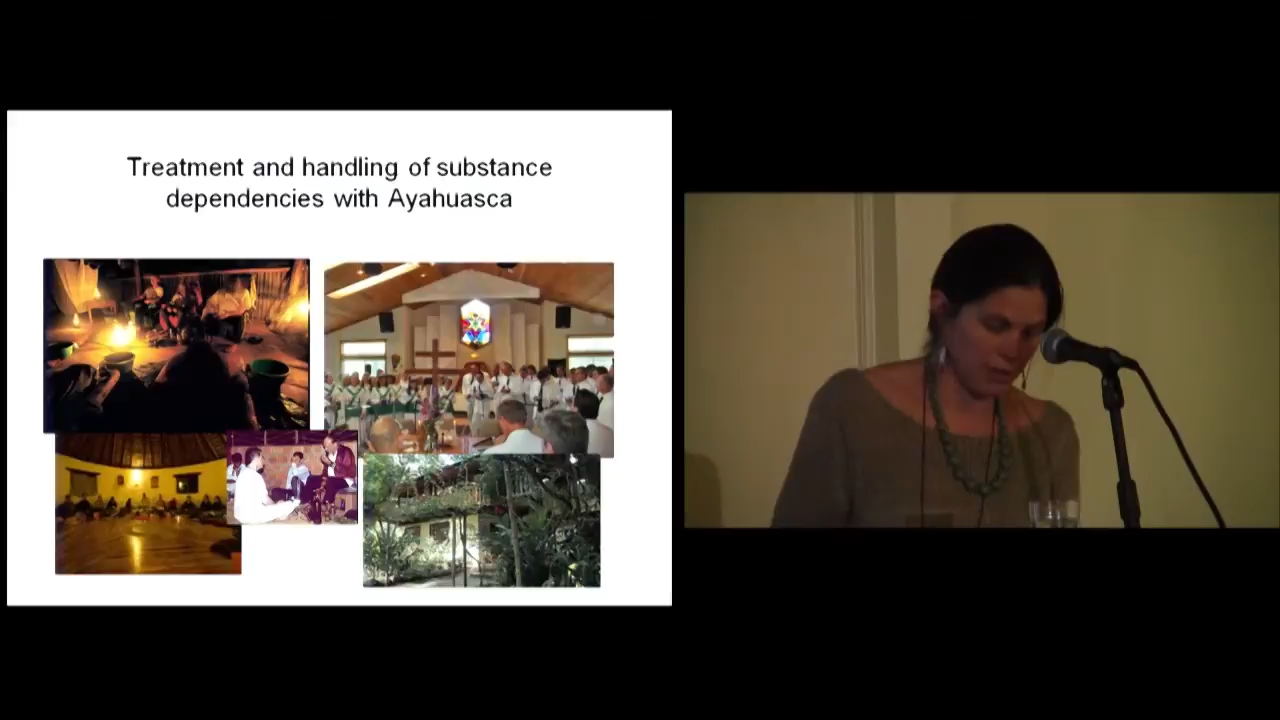 Treatment and handling of substance
dependencies with Ayahuasca